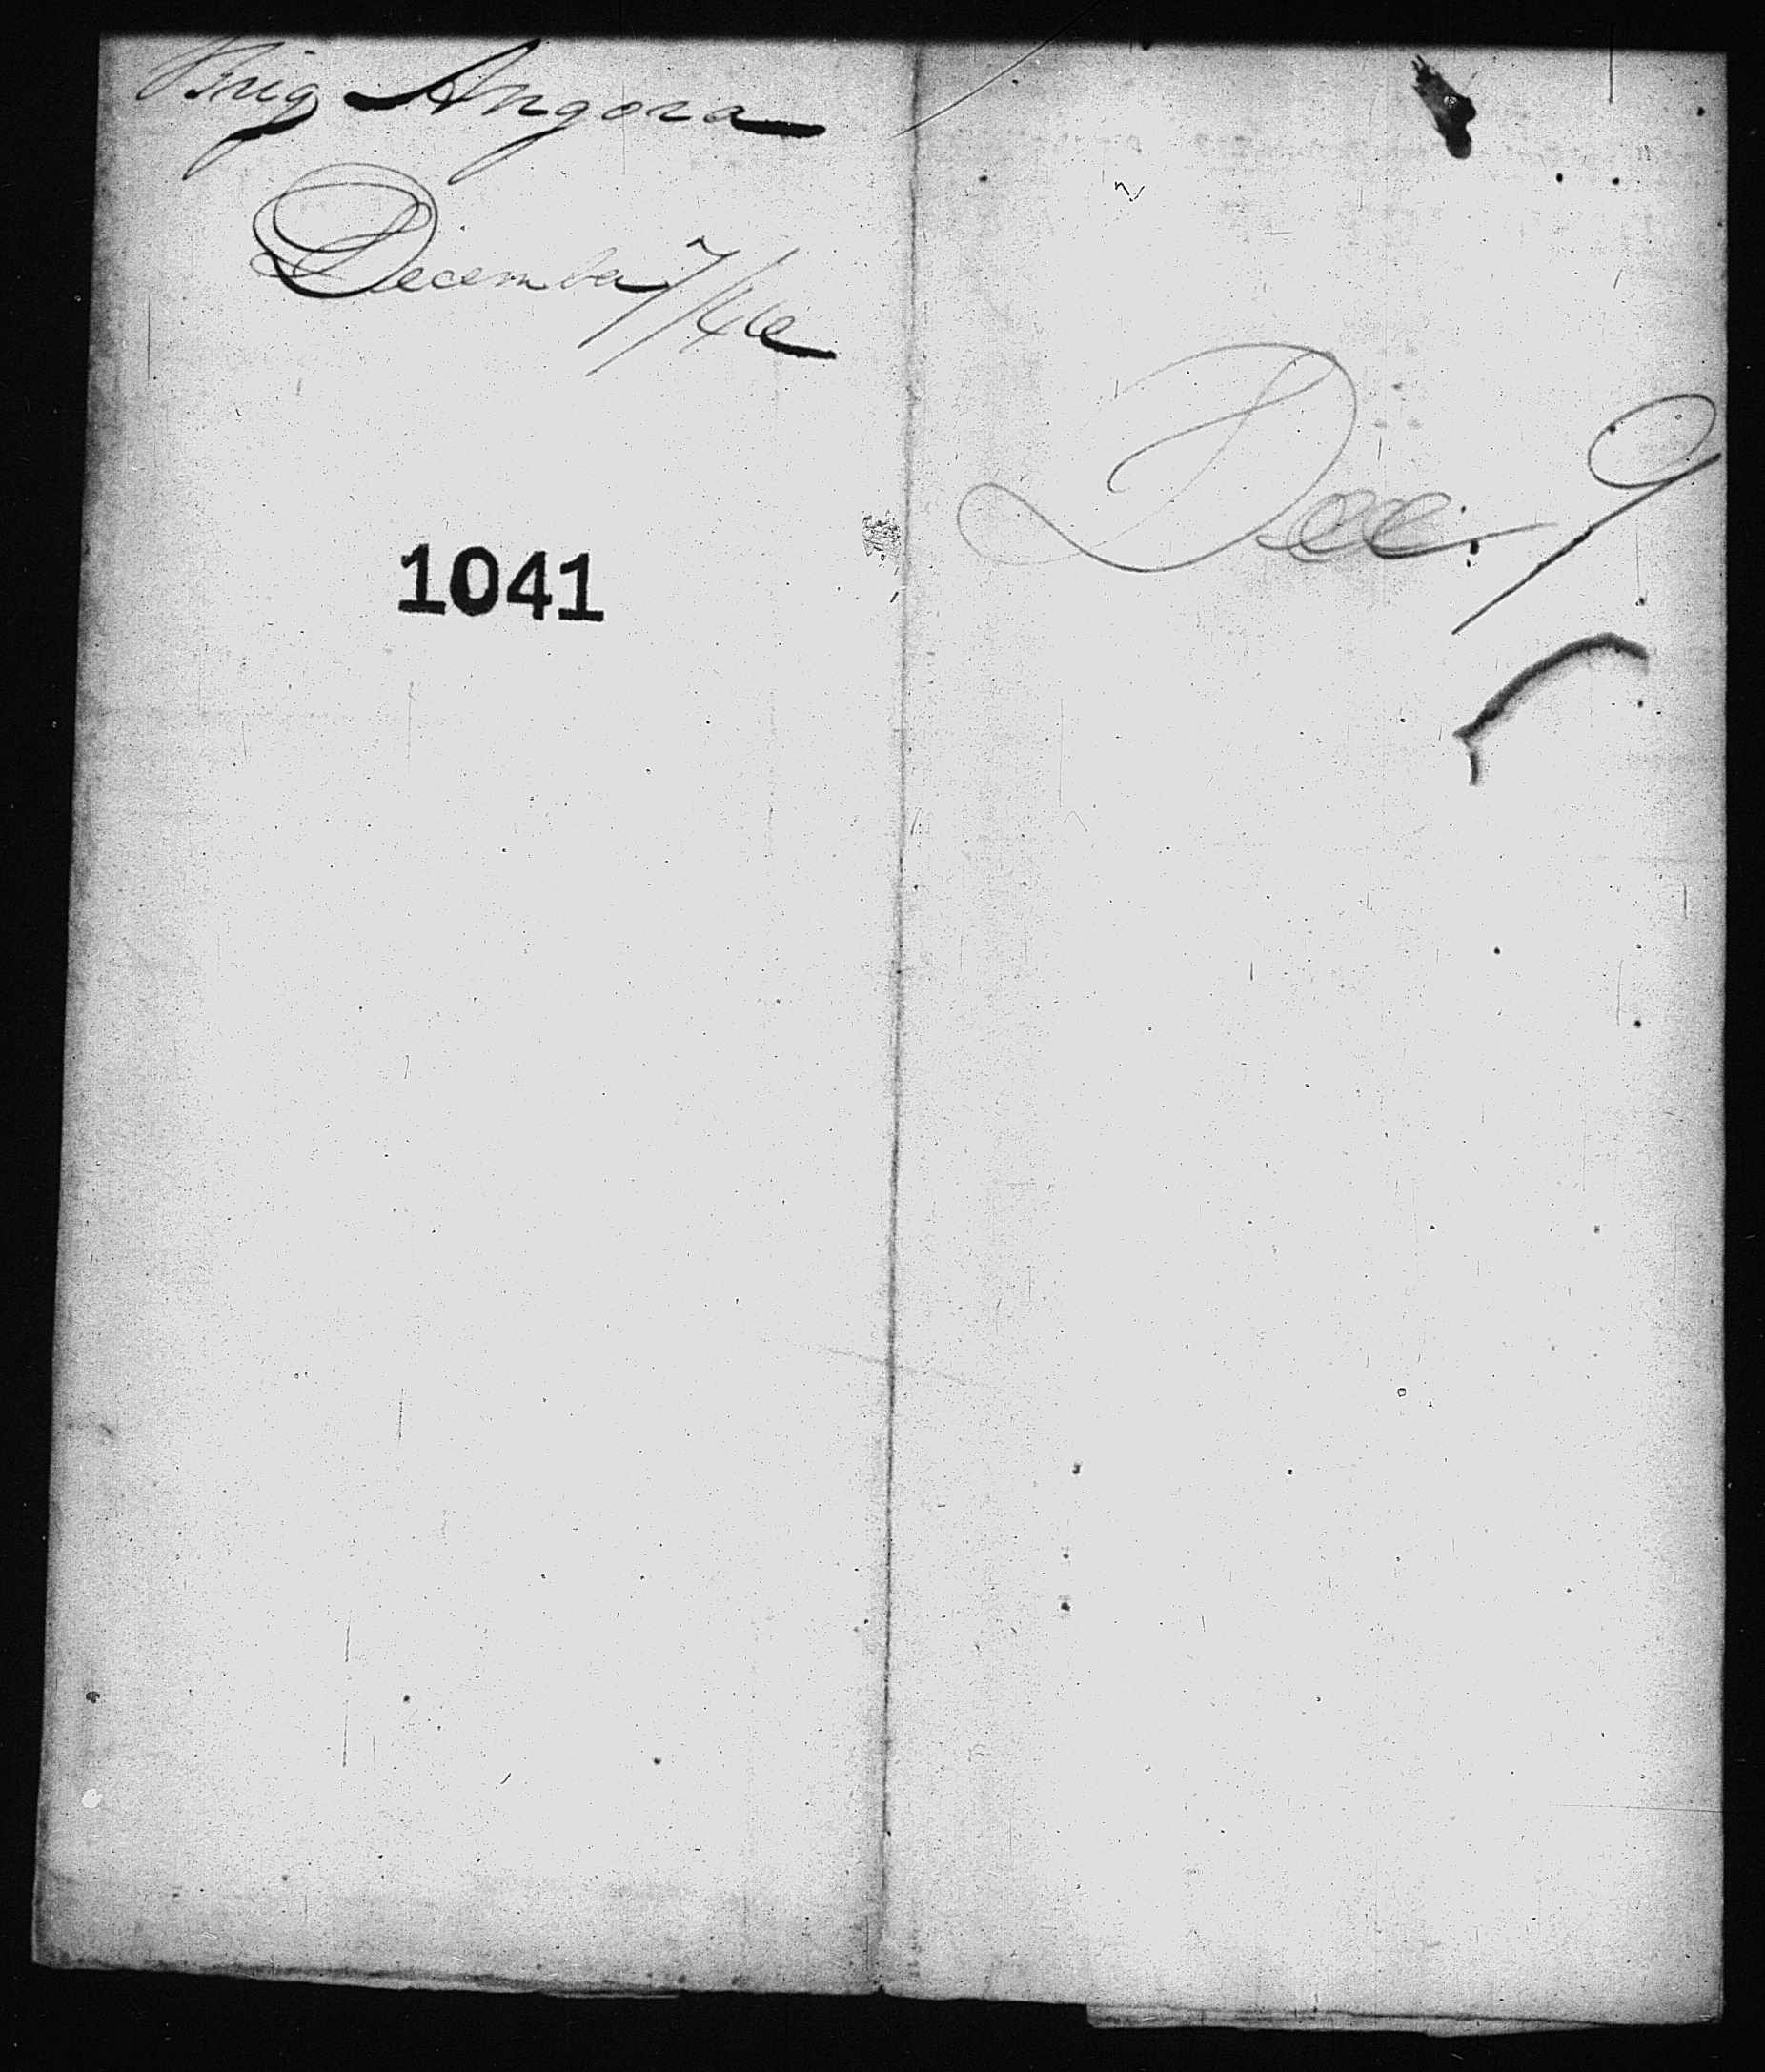 Brig Angora
December 7/46
1041
Dec. 9